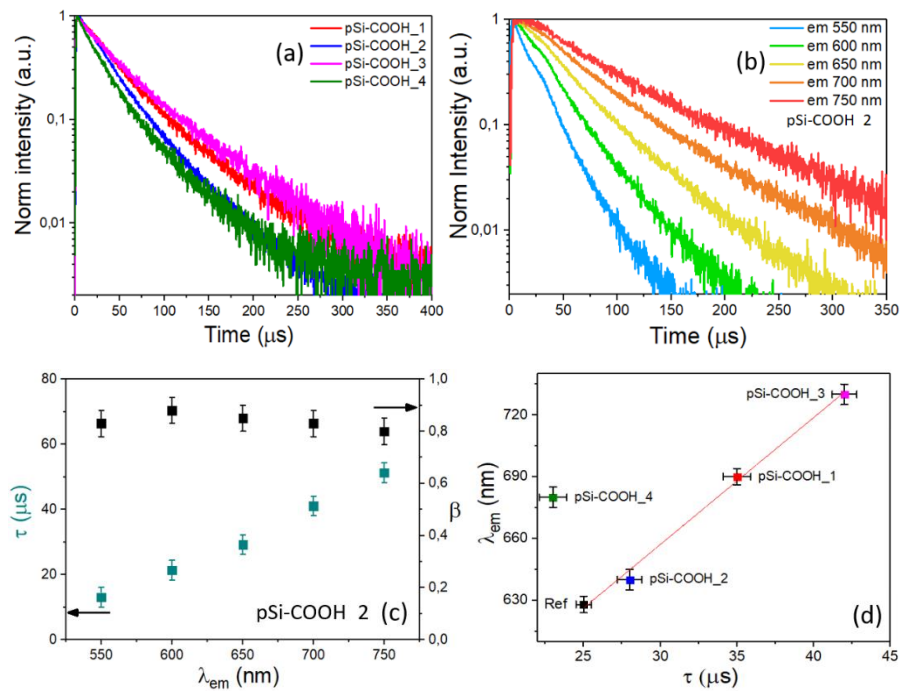 (a)
pSi-COOH_1
pSi-COOH_2
pSi-COOH_3
pSi-COOH_4
Norm intensity (a.u.)
1
0,1
0,01
0 50 100 150 200 250 300 350 400
Time (μs)
(b)
em 550 nm
em 600 nm
em 650 nm
em 700 nm
em 750 nm
pSi-COOH 2
Norm Intensity (a.u.)
1
0,1
0,01
0 50 100 150 200 250 300 350
Time (μs)
τ (μs)
80
60
40
20
0
1,0
0,8
0,6
0,4
0,2
0,0
β
pSi-COOH 2 (c)
550 600 650 700 750
λem (nm)
λem (nm)
720
690
660
630
pSi-COOH_3
pSi-COOH_1
pSi-COOH_4
pSi-COOH_2
Ref
(d)
25 30 35 40 45
τ (μs)